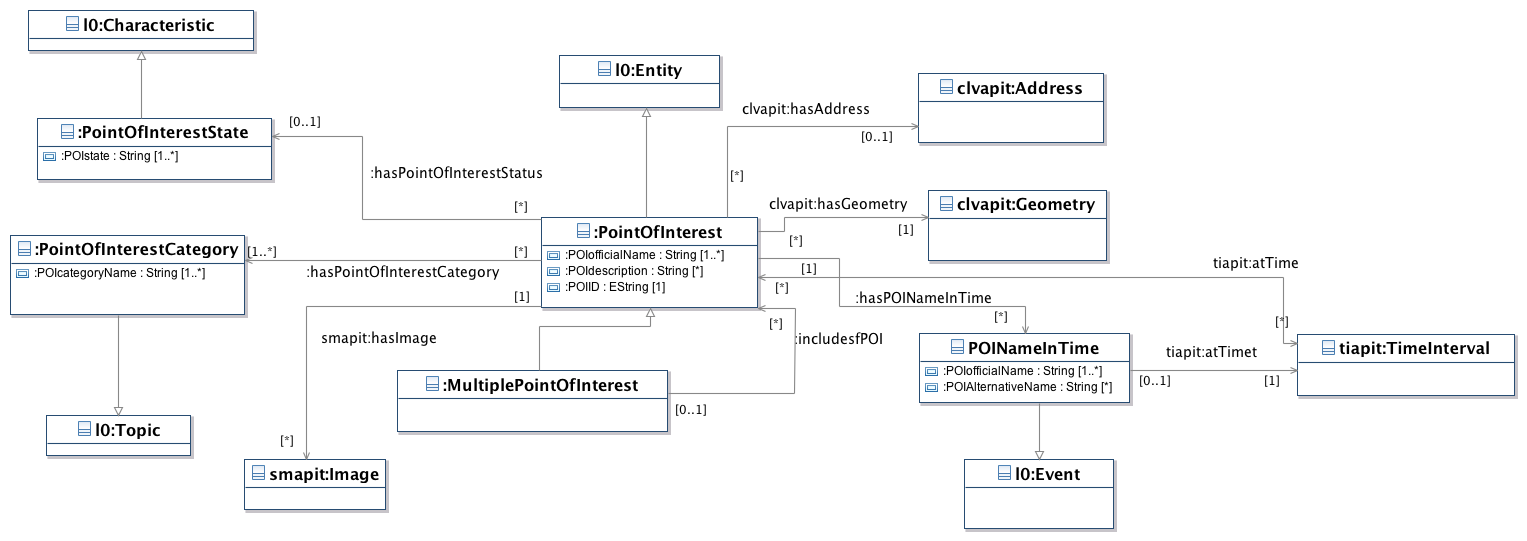 l0:Characteristic
l0:Entity
clvapit:Address
clvapit:hasAddress
[0..1]
[0..1]
:PointOfInterestState
:POIstate : String [1..*]
:hasPointOfInterestStatus
[*]
[*]
clvapit:hasGeometry
clvapit:Geometry
[*]
[1]
:PointOfInterest
:POIofficialName : String [1..*]
:POIdescription : String [*]
:POIID : EString [1]
:PointOfInterestCategory
:POIcategoryName : String [1..*]
[1..*]
[*]
:hasPointOfInterestCategory
[1]
[1]
[*]
tiapit:atTime
:hasPOINameInTime
[*]
[*]
[*]
smapit:hasImage
:includesfPOI
POINameInTime
:POIofficialName : String [1..*]
:POIAlternativeName : String [*]
tiapit:atTimet
[0..1]
[1]
tiapit:TimeInterval
:MultiplePointOfInterest
[0..1]
l0:Topic
[*]
smapit:Image
l0:Event